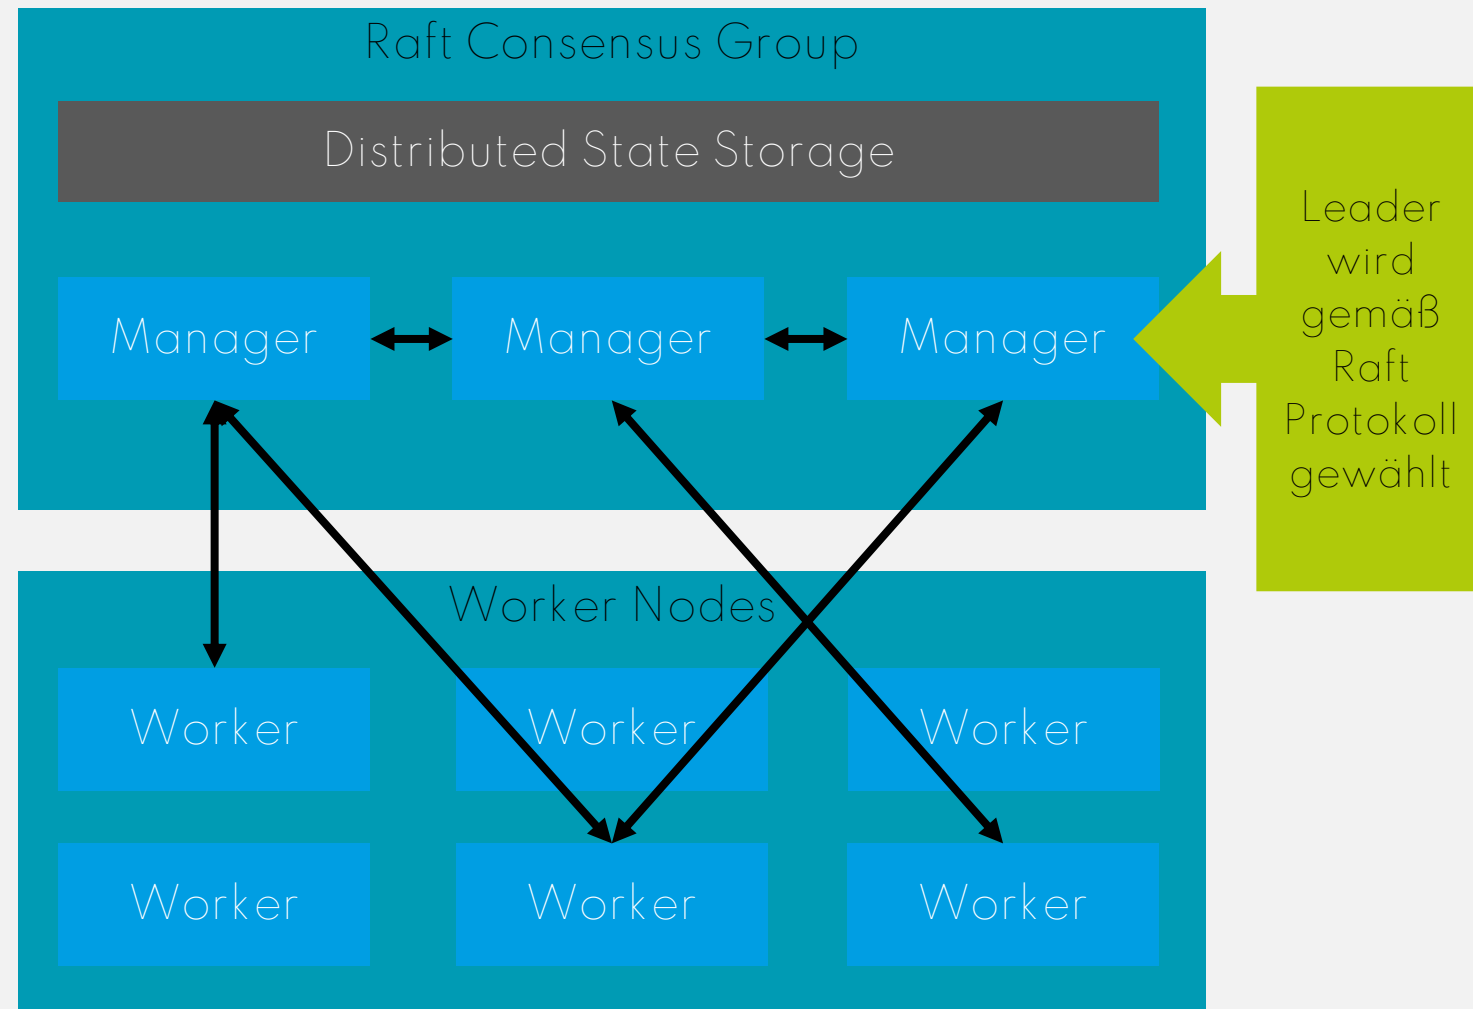 Raft Consensus Group
Distributed State Storage
Manager
Manager
Manager
Leader
wird
gemäß
Raft
Protokoll
gewählt
Worker Nodes
Worker
Worker
Worker
Worker
Worker
Worker